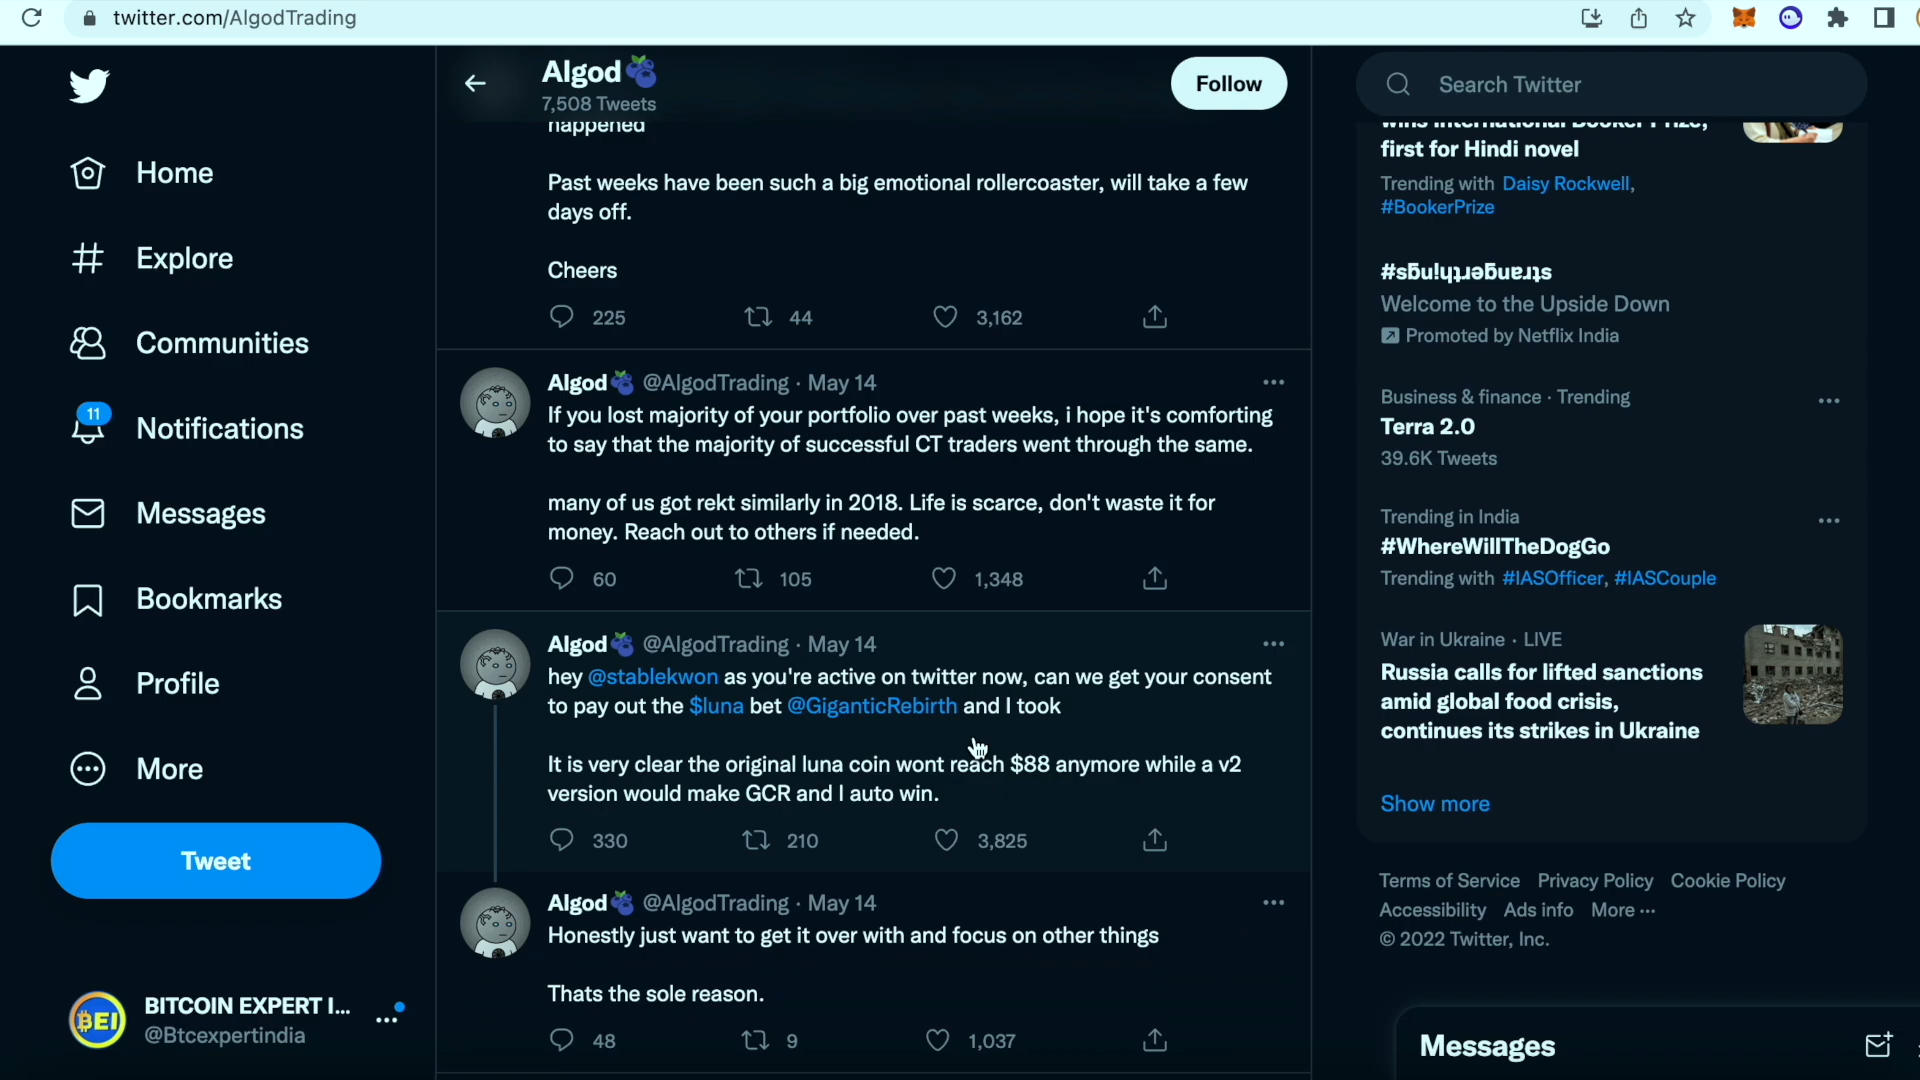 twitter.com/AlgodTrading
Home
Explore
Communities
11
Notifications
Messages
Bookmarks
Profile
More
Tweet
BEI
BITCOIN EXPERT I...
@Btcexpertindia
Algod🫐
7,508 Tweets
Follow
happened
Past weeks have been such a big emotional rollercoaster, will take a few
days off.
Cheers
225 44 3,162
Algod🫐 @AlgodTrading · May 14
If you lost majority of your portfolio over past weeks, i hope it's comforting
to say that the majority of successful CT traders went through the same.
many of us got rekt similarly in 2018. Life is scarce, don't waste it for
money. Reach out to others if needed.
60 105 1,348
Algod🫐 @AlgodTrading · May 14
hey @stablekwon as you're active on twitter now, can we get your consent
to pay out the $luna bet @GiganticRebirth and I took
It is very clear the original luna coin wont reach $88 anymore while a v2
version would make GCR and I auto win.
330 210 3,825
Algod🫐 @AlgodTrading · May 14
Honestly just want to get it over with and focus on other things
Thats the sole reason.
48 9 1,037
Search Twitter
wins International Booker Prize,
first for Hindi novel
Trending with Daisy Rockwell,
#BookerPrize
#sƃuᴉɥʇɹǝƃuɐɹʇs
Welcome to the Upside Down
Promoted by Netflix India
Business & finance · Trending
Terra 2.0
39.6K Tweets
Trending in India
#WhereWillTheDogGo
Trending with #IASOfficer, #IASCouple
War in Ukraine · LIVE
Russia calls for lifted sanctions
amid global food crisis,
continues its strikes in Ukraine
Show more
Terms of Service Privacy Policy Cookie Policy
Accessibility Ads info More ···
© 2022 Twitter, Inc.
Messages